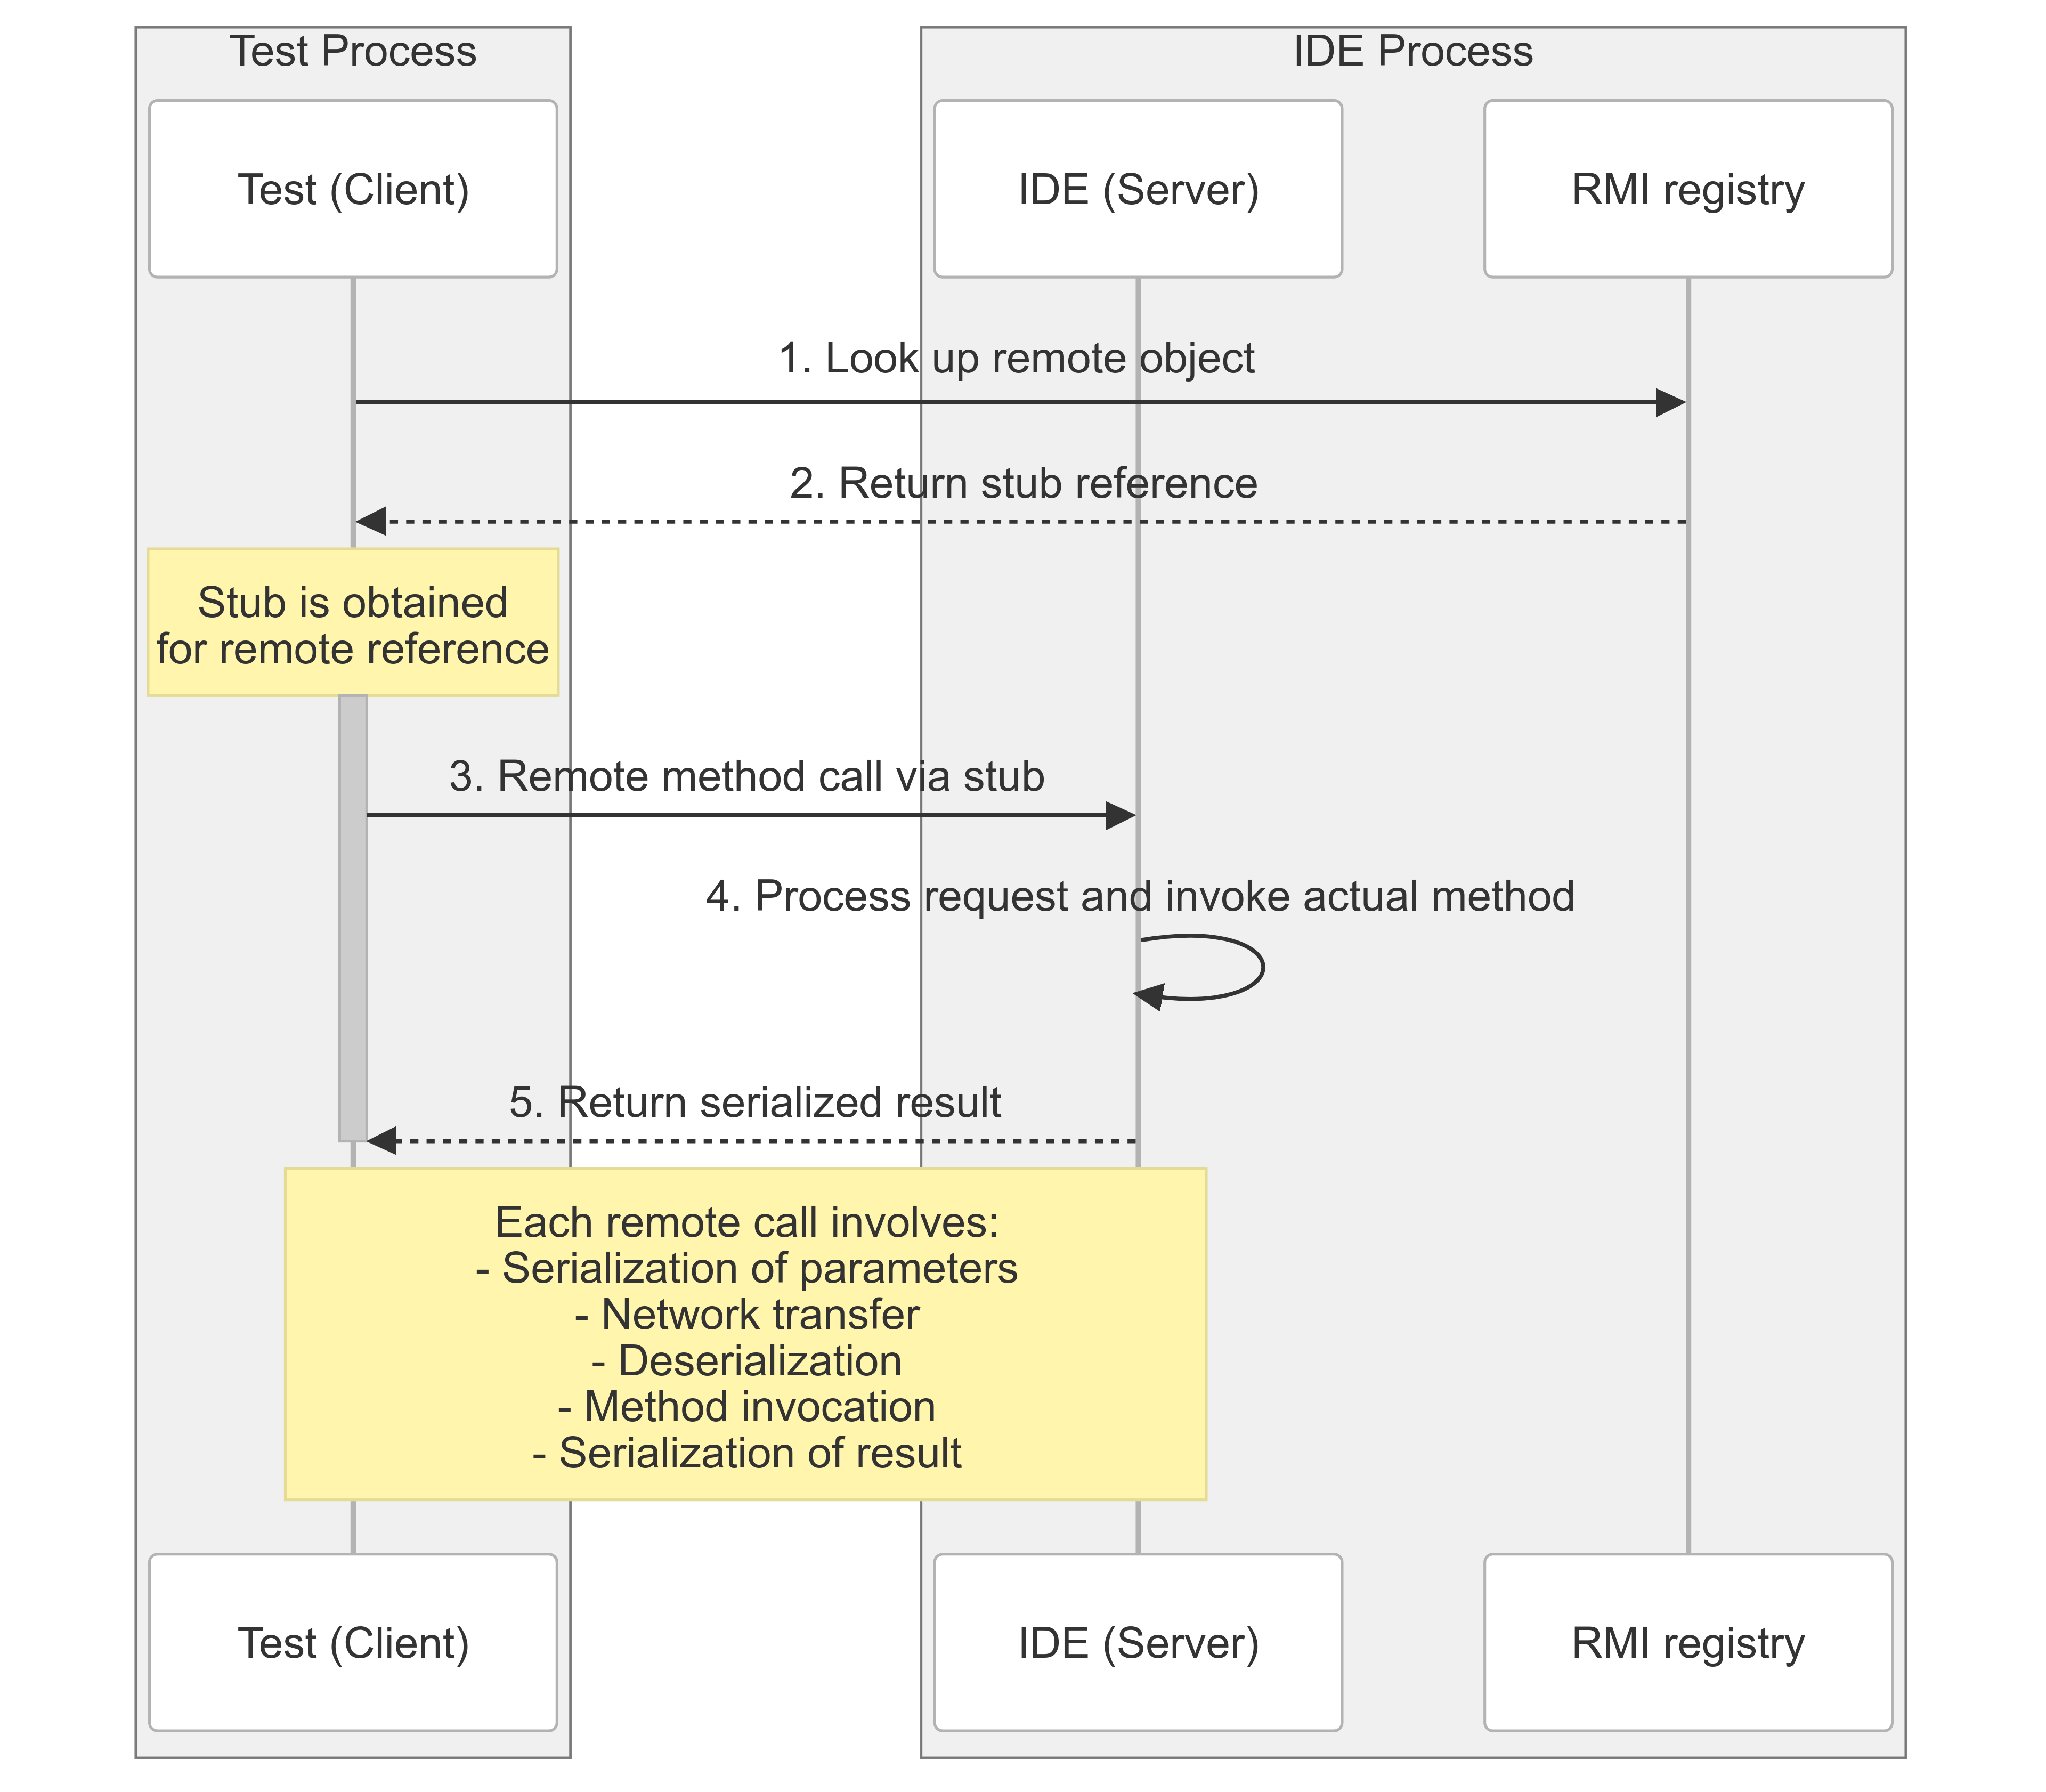 Test Process
IDE Process
Test (Client)
IDE (Server)
RMI registry
1. Look up remote object
2. Return stub reference
Stub is obtained
for remote reference
3. Remote method call via stub
4. Process request and invoke actual method
5. Return serialized result
Each remote call involves:
- Serialization of parameters
- Network transfer
- Deserialization
- Method invocation
- Serialization of result
Test (Client)
IDE (Server)
RMI registry